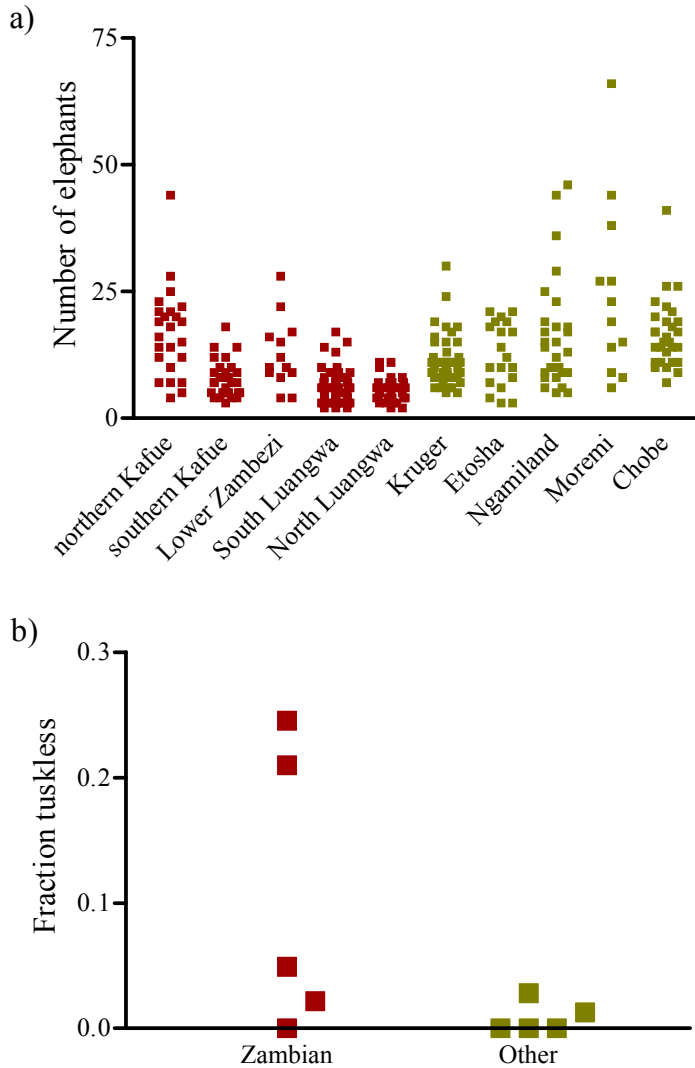 a)
Number of elephants
75
50
25
0
northern Kafue
southern Kafue
Lower Zambezi
South Luangwa
North Luangwa
Kruger
Etosha
Ngamiland
Moremi
Chobe
b)
Fraction tuskless
0.3
0.2
0.1
0.0
Zambian
Other